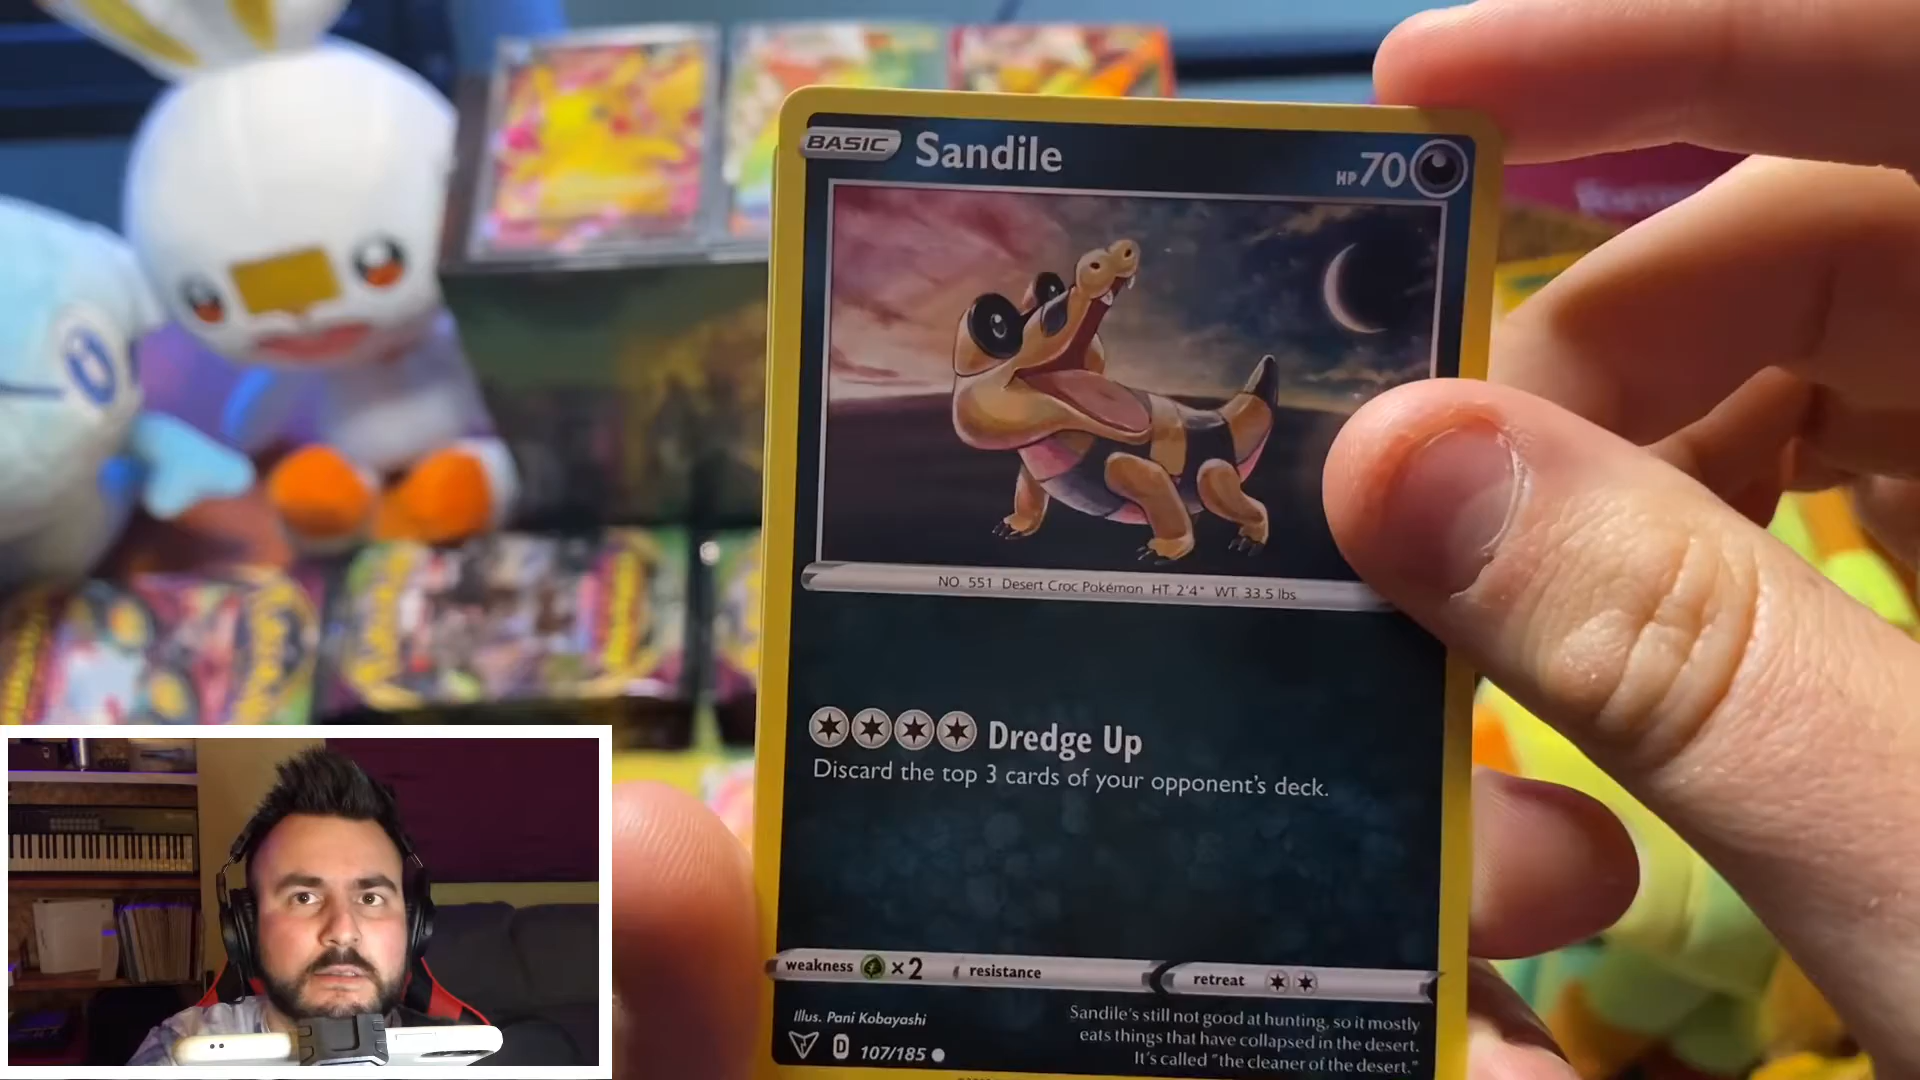 BASIC Sandile HP 70
NO. 551 Desert Croc Pokémon HT. 2'4" WT. 33.5 lbs
Dredge Up
Discard the top 3 cards of your opponent's deck.
weakness ×2 resistance retreat
Illus. Pani Kobayashi
D 107/185
Sandile's still not good at hunting, so it mostly
eats things that have collapsed in the desert.
It's called "the cleaner of the desert."